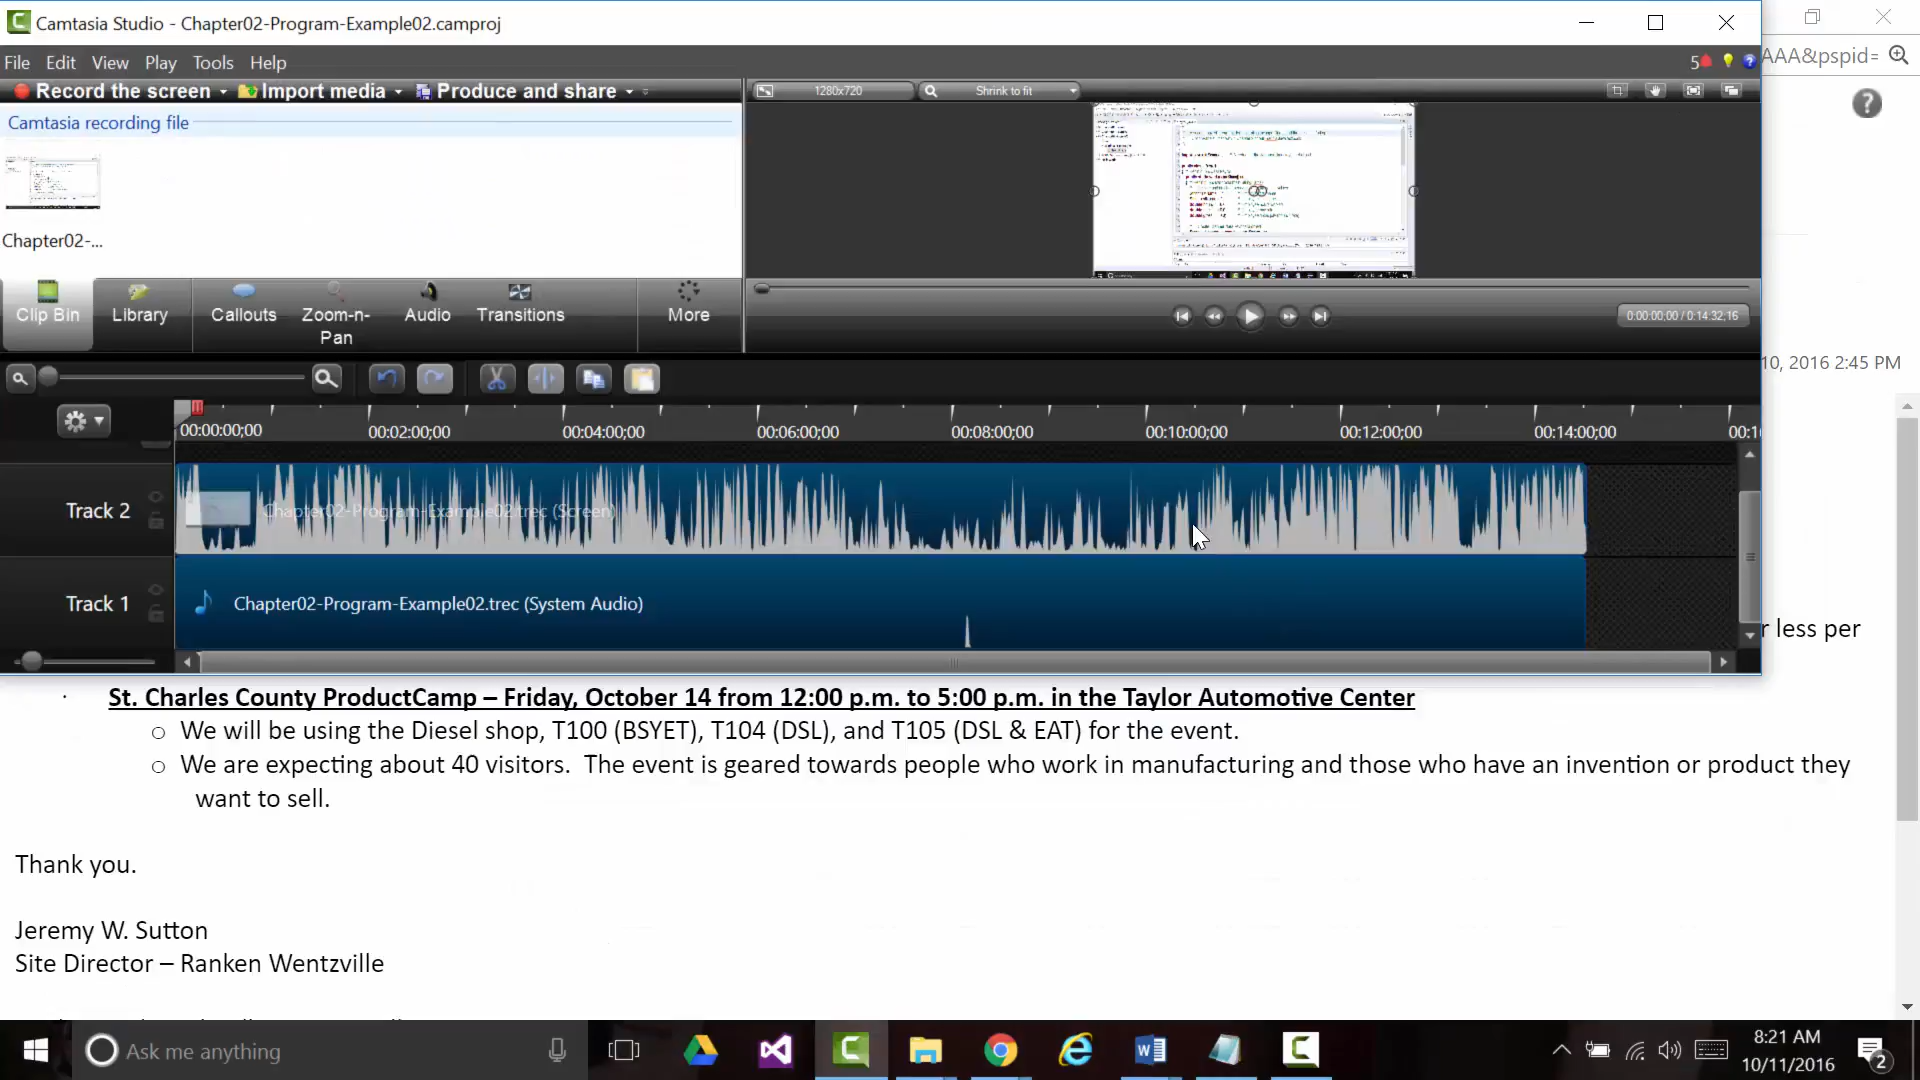 Camtasia Studio - Chapter02-Program-Example02.camproj
File Edit View Play Tools Help
5
AAA&pspid=
Record the screen Import media Produce and share
1280x720 Shrink to fit
Camtasia recording file
Chapter02-...
Clip Bin Library Callouts Zoom-n-Pan Audio Transitions More
0:00:00;00 / 0:14:32;16
10, 2016 2:45 PM
00:00:00;00 00:02:00;00 00:04:00;00 00:06:00;00 00:08:00;00 00:10:00;00 00:12:00;00 00:14:00;00 00:1
Track 2 Chapter02-Program-Example02.trec (Screen)
Track 1 Chapter02-Program-Example02.trec (System Audio)
r less per
· St. Charles County ProductCamp – Friday, October 14 from 12:00 p.m. to 5:00 p.m. in the Taylor Automotive Center
o We will be using the Diesel shop, T100 (BSYET), T104 (DSL), and T105 (DSL & EAT) for the event.
o We are expecting about 40 visitors. The event is geared towards people who work in manufacturing and those who have an invention or product they
want to sell.
Thank you.
Jeremy W. Sutton
Site Director – Ranken Wentzville
Ask me anything
8:21 AM
10/11/2016
2